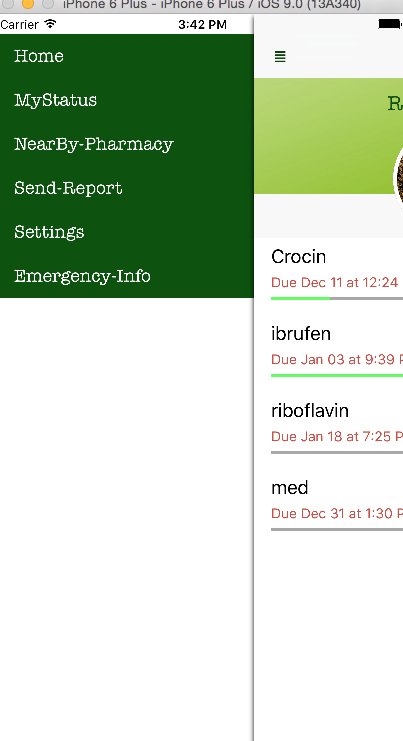 iPhone 6 Plus - iPhone 6 Plus / iOS 9.0 (13A340)
Carrier 3:42 PM
Home
MyStatus
NearBy-Pharmacy
Send-Report
Settings
Emergency-Info
Crocin
Due Dec 11 at 12:24
ibrufen
Due Jan 03 at 9:39
riboflavin
Due Jan 18 at 7:25
med
Due Dec 31 at 1:30